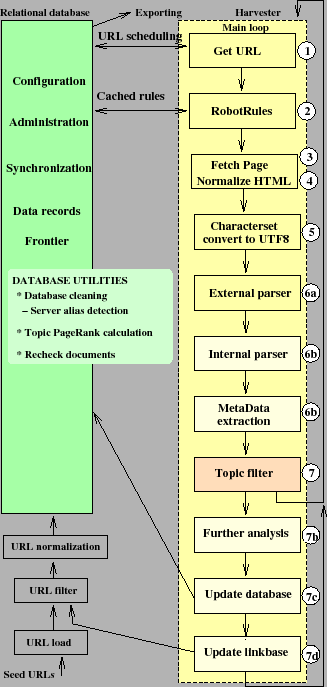 Relational database
Exporting
Harvester
Main loop
URL scheduling
Get URL
1
Configuration
Cached rules
RobotRules
2
Administration
Synchronization
Fetch Page
Normalize HTML
3
4
Data records
Frontier
Characterset
convert to UTF8
5
DATABASE UTILITIES
* Database cleaning
– Server alias detection
* Topic PageRank calculation
* Recheck documents
External parser
6a
Internal parser
6b
MetaData
extraction
6b
Topic filter
7
Further analysis
7b
URL normalization
URL filter
Update database
7c
URL load
Update linkbase
7d
Seed URLs